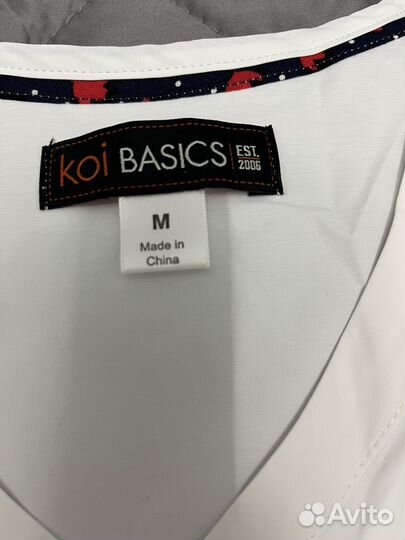 koi BASICS EST. 2006
M
Made in
China
Avito